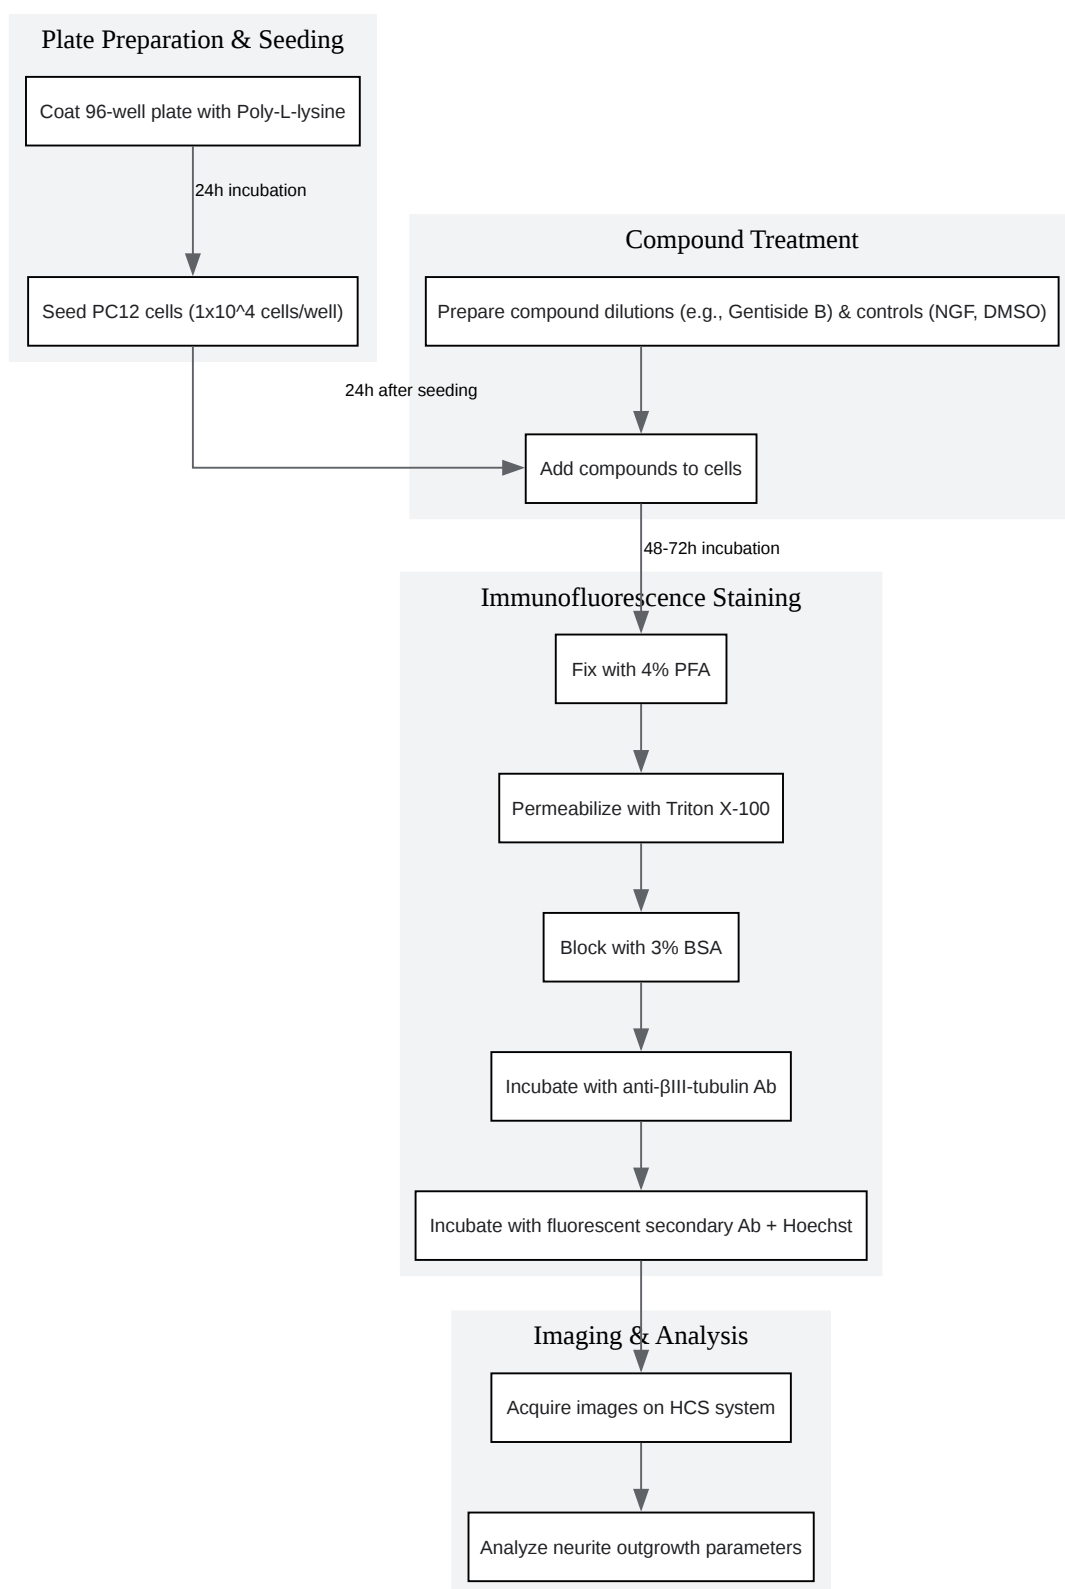 Plate Preparation & Seeding
Coat 96-well plate with Poly-L-lysine
24h incubation
Seed PC12 cells (1x10^4 cells/well)
Compound Treatment
Prepare compound dilutions (e.g., Gentiside B) & controls (NGF, DMSO)
24h after seeding
Add compounds to cells
48-72h incubation
Immunofluorescence Staining
Fix with 4% PFA
Permeabilize with Triton X-100
Block with 3% BSA
Incubate with anti-βIII-tubulin Ab
Incubate with fluorescent secondary Ab + Hoechst
Imaging & Analysis
Acquire images on HCS system
Analyze neurite outgrowth parameters